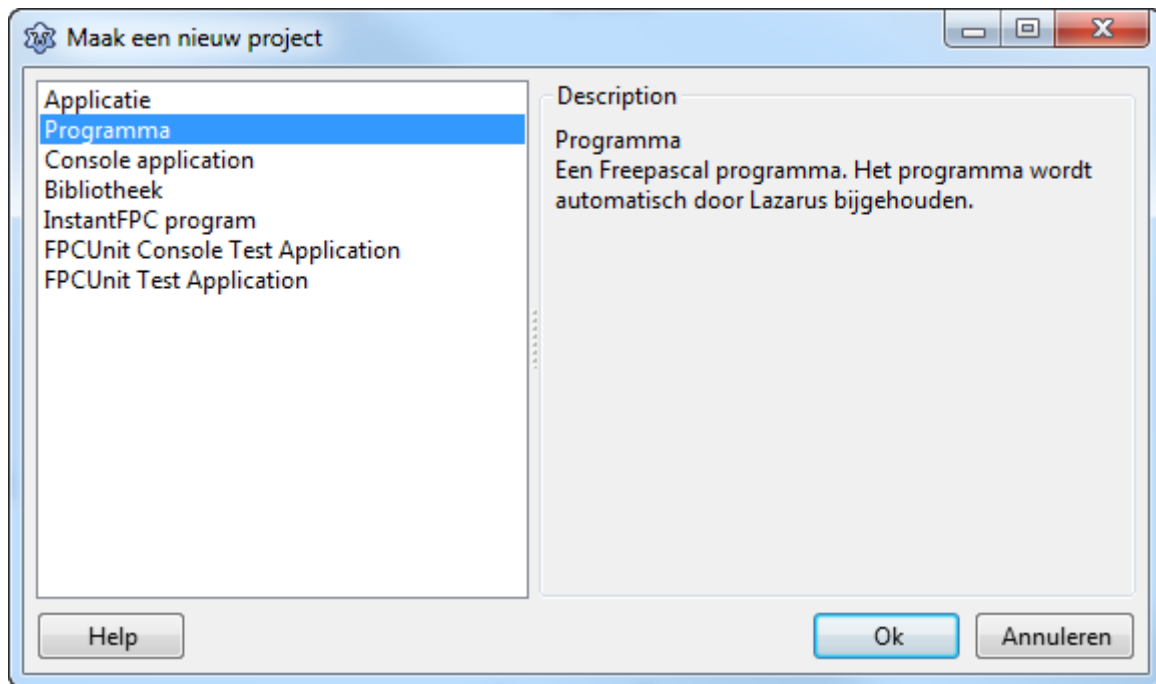 Maak een nieuw project
Applicatie
Programma
Console application
Bibliotheek
InstantFPC program
FPCUnit Console Test Application
FPCUnit Test Application
Description
Programma
Een Freepascal programma. Het programma wordt
automatisch door Lazarus bijgehouden.
Help
Ok
Annuleren